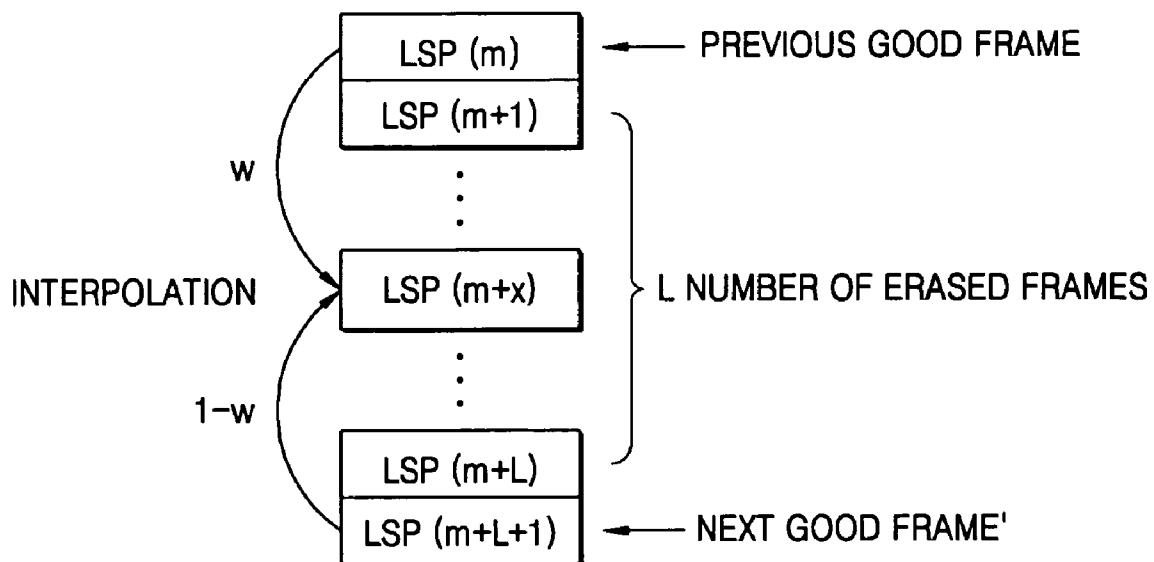 LSP (m)
PREVIOUS GOOD FRAME
LSP (m+1)
w
INTERPOLATION
LSP (m+x)
L NUMBER OF ERASED FRAMES
1-w
LSP (m+L)
LSP (m+L+1)
NEXT GOOD FRAME'